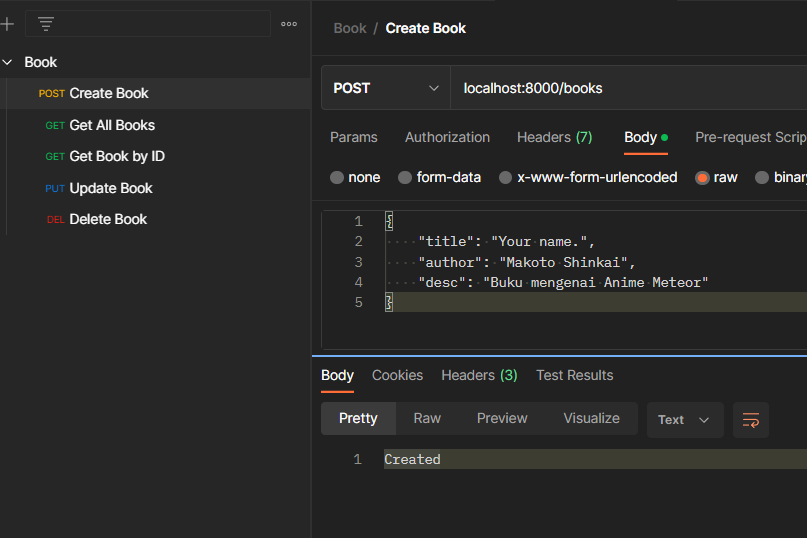 Book
POST Create Book
GET Get All Books
GET Get Book by ID
PUT Update Book
DEL Delete Book
Book / Create Book
POST localhost:8000/books
Params Authorization Headers (7) Body Pre-request Scrip
none form-data x-www-form-urlencoded raw binary
1 {
2 "title": "Your name.",
3 "author": "Makoto Shinkai",
4 "desc": "Buku mengenai Anime Meteor"
5 }
Body Cookies Headers (3) Test Results
Pretty Raw Preview Visualize Text
1 Created